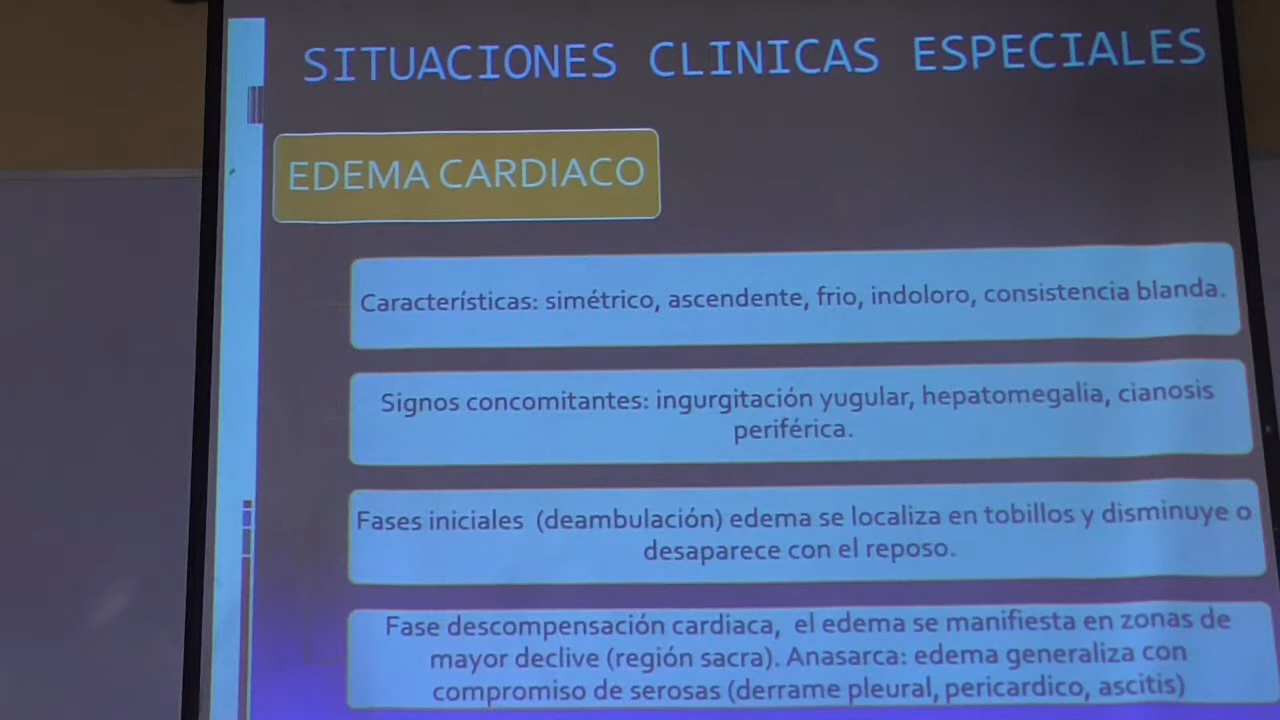 SITUACIONES CLINICAS ESPECIALES
EDEMA CARDIACO
Características: simétrico, ascendente, frio, indoloro, consistencia blanda.
Signos concomitantes: ingurgitación yugular, hepatomegalia, cianosis
periférica.
Fases iniciales (deambulación) edema se localiza en tobillos y disminuye o
desaparece con el reposo.
Fase descompensación cardiaca, el edema se manifiesta en zonas de
mayor declive (región sacra). Anasarca: edema generaliza con
compromiso de serosas (derrame pleural, pericardico, ascitis)